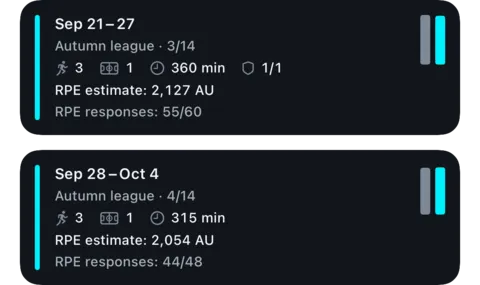 Sep 21–27
Autumn league · 3/14
3 1 360 min 1/1
RPE estimate: 2,127 AU
RPE responses: 55/60
Sep 28–Oct 4
Autumn league · 4/14
3 1 315 min
RPE estimate: 2,054 AU
RPE responses: 44/48